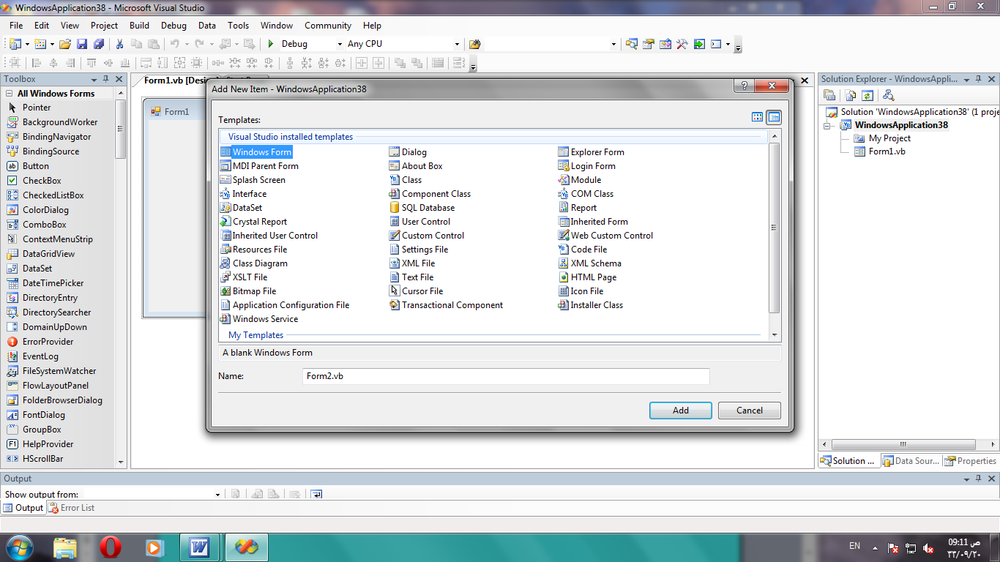 WindowsApplication38 - Microsoft Visual Studio
File Edit View Project Build Debug Data Tools Window Community Help
Debug Any CPU
Toolbox
All Windows Forms
Pointer
BackgroundWorker
BindingNavigator
BindingSource
Button
CheckBox
CheckedListBox
ColorDialog
ComboBox
ContextMenuStrip
DataGridView
DataSet
DateTimePicker
DirectoryEntry
DirectorySearcher
DomainUpDown
ErrorProvider
EventLog
FileSystemWatcher
FlowLayoutPanel
FolderBrowserDialog
FontDialog
GroupBox
HelpProvider
HScrollBar
Form1.vb [Desi
Form1
Add New Item - WindowsApplication38
Templates:
Visual Studio installed templates
Windows Form Dialog Explorer Form
MDI Parent Form About Box Login Form
Splash Screen Class Module
Interface Component Class COM Class
DataSet SQL Database Report
Crystal Report User Control Inherited Form
Inherited User Control Custom Control Web Custom Control
Resources File Settings File Code File
Class Diagram XML File XML Schema
XSLT File Text File HTML Page
Bitmap File Cursor File Icon File
Application Configuration File Transactional Component Installer Class
Windows Service
My Templates
A blank Windows Form
Name: Form2.vb
Add Cancel
Solution Explorer - WindowsAppli...
Solution 'WindowsApplication38' (1 proje
WindowsApplication38
My Project
Form1.vb
Solution ... Data Sour... Properties
Output
Show output from:
Output Error List
EN
09:11 ص
٣٣/٠٩/٢٠